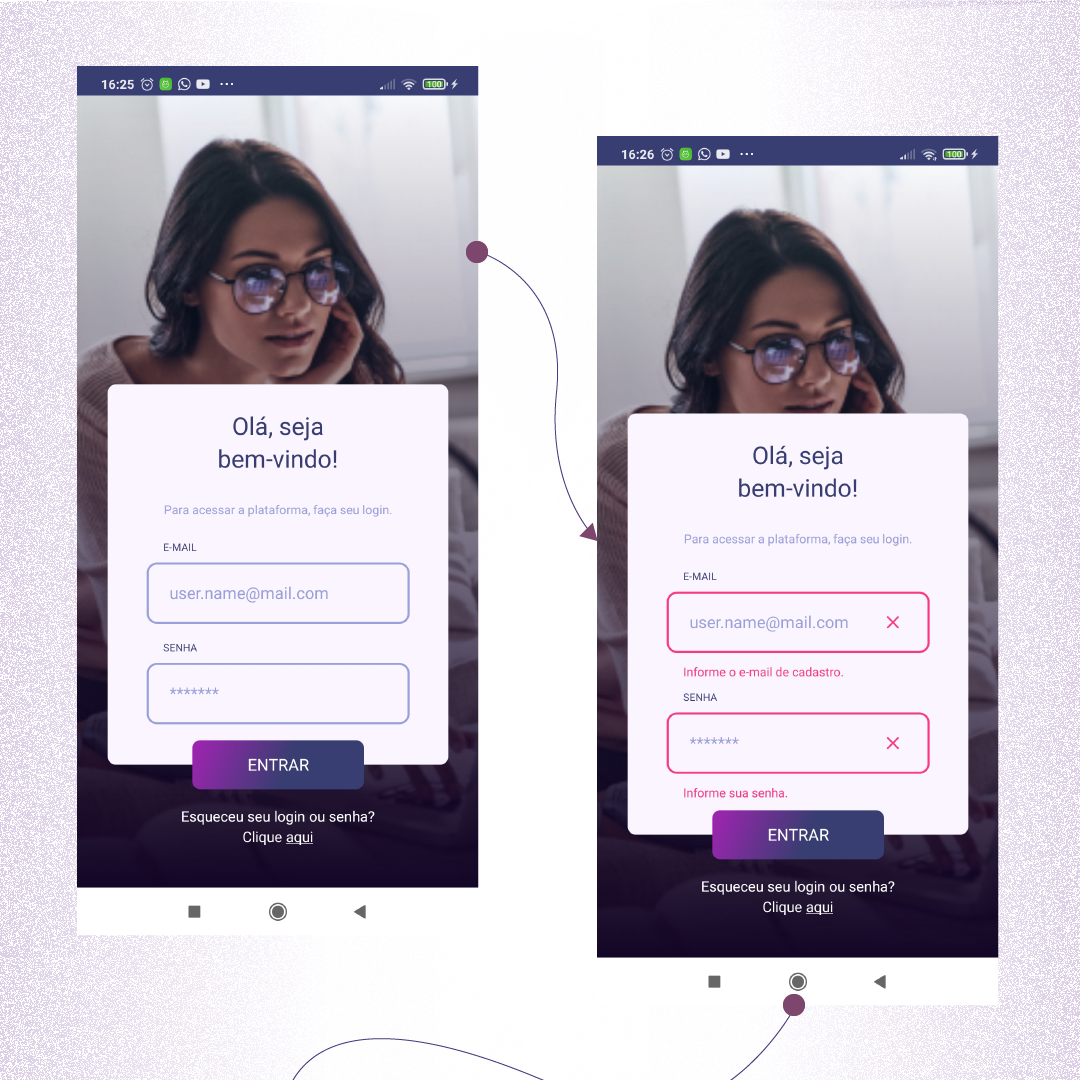 16:25
100
Olá, seja
bem-vindo!
Para acessar a plataforma, faça seu login.
E-MAIL
user.name@mail.com
SENHA
*******
ENTRAR
Esqueceu seu login ou senha?
Clique aqui
16:26
100
Olá, seja
bem-vindo!
Para acessar a plataforma, faça seu login.
E-MAIL
user.name@mail.com
Informe o e-mail de cadastro.
SENHA
*******
Informe sua senha.
ENTRAR
Esqueceu seu login ou senha?
Clique aqui